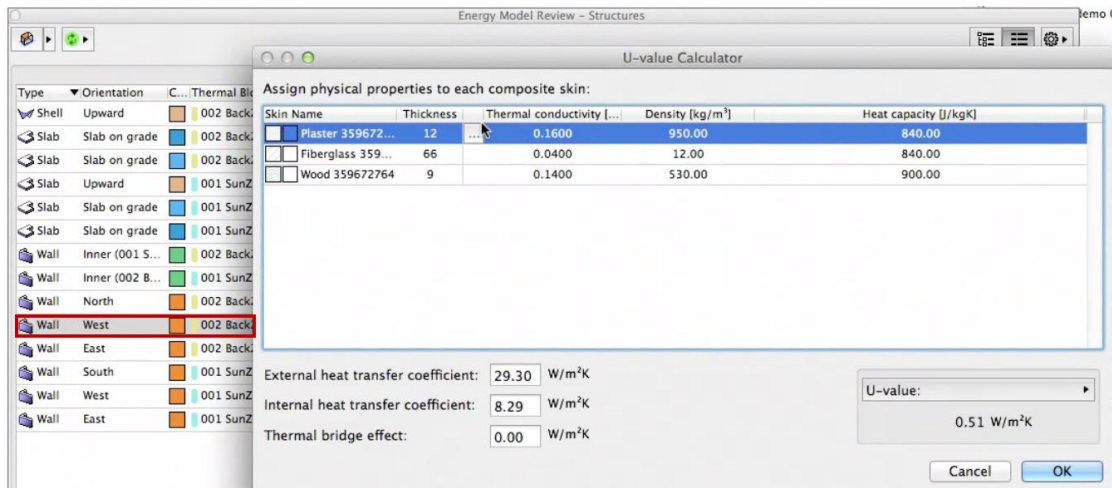 Energy Model Review – Structures
demo
Type ▼ Orientation C... Thermal Blo
Shell Upward 002 Back
Slab Slab on grade 002 Back
Slab Slab on grade 002 Back
Slab Upward 001 SunZ
Slab Slab on grade 001 SunZ
Slab Slab on grade 001 SunZ
Wall Inner (001 S... 002 Back
Wall Inner (002 B... 001 SunZ
Wall North 002 Back
Wall West 002 Back
Wall East 002 Back
Wall South 001 SunZ
Wall West 001 SunZ
Wall East 001 SunZ
U-value Calculator
Assign physical properties to each composite skin:
Skin Name Thickness Thermal conductivity [... Density [kg/m³] Heat capacity [J/kgK]
Plaster 359672... 12 ... 0.1600 950.00 840.00
Fiberglass 359... 66 0.0400 12.00 840.00
Wood 359672764 9 0.1400 530.00 900.00
External heat transfer coefficient: 29.30 W/m²K
Internal heat transfer coefficient: 8.29 W/m²K
Thermal bridge effect: 0.00 W/m²K
U-value:
0.51 W/m²K
Cancel OK